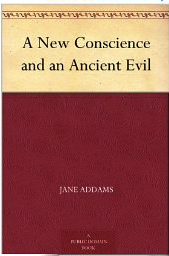 A New Conscience
and an Ancient Evil
JANE ADDAMS
A
PUBLIC DOMAIN
BOOK